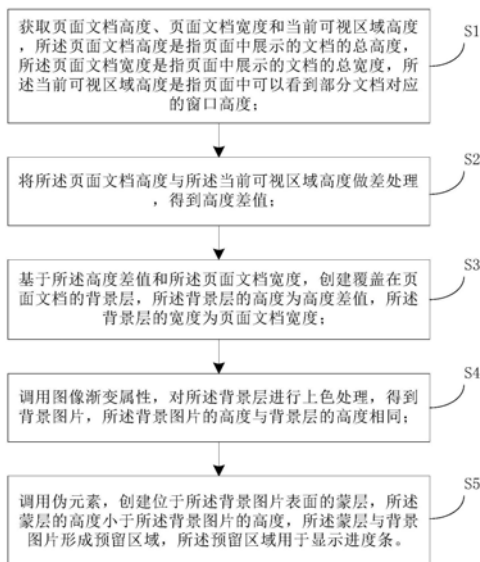 获取页面文档高度、页面文档宽度和当前可视区域高度
，所述页面文档高度是指页面中展示的文档的总高度，
所述页面文档宽度是指页面中展示的文档的总宽度，所
述当前可视区域高度是指页面中可以看到部分文档对应
的窗口高度；
S1
将所述页面文档高度与所述当前可视区域高度做差处理
，得到高度差值；
S2
基于所述高度差值和所述页面文档宽度，创建覆盖在页
面文档的背景层，所述背景层的高度为高度差值，所述
背景层的宽度为页面文档宽度；
S3
调用图像渐变属性，对所述背景层进行上色处理，得到
背景图片，所述背景图片的高度与背景层的高度相同；
S4
调用伪元素，创建位于所述背景图片表面的蒙层，所述
蒙层的高度小于所述背景图片的高度，所述蒙层与背景
图片形成预留区域，所述预留区域用于显示进度条。
S5